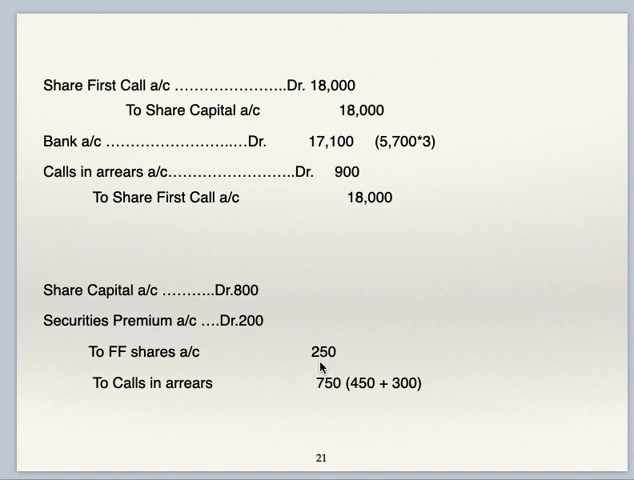 Share First Call a/c …………………..Dr. 18,000
To Share Capital a/c 18,000
Bank a/c ……………………..…Dr. 17,100 (5,700*3)
Calls in arrears a/c……………………..Dr. 900
To Share First Call a/c 18,000
Share Capital a/c ………..Dr.800
Securities Premium a/c ….Dr.200
To FF shares a/c 250
To Calls in arrears 750 (450 + 300)
21